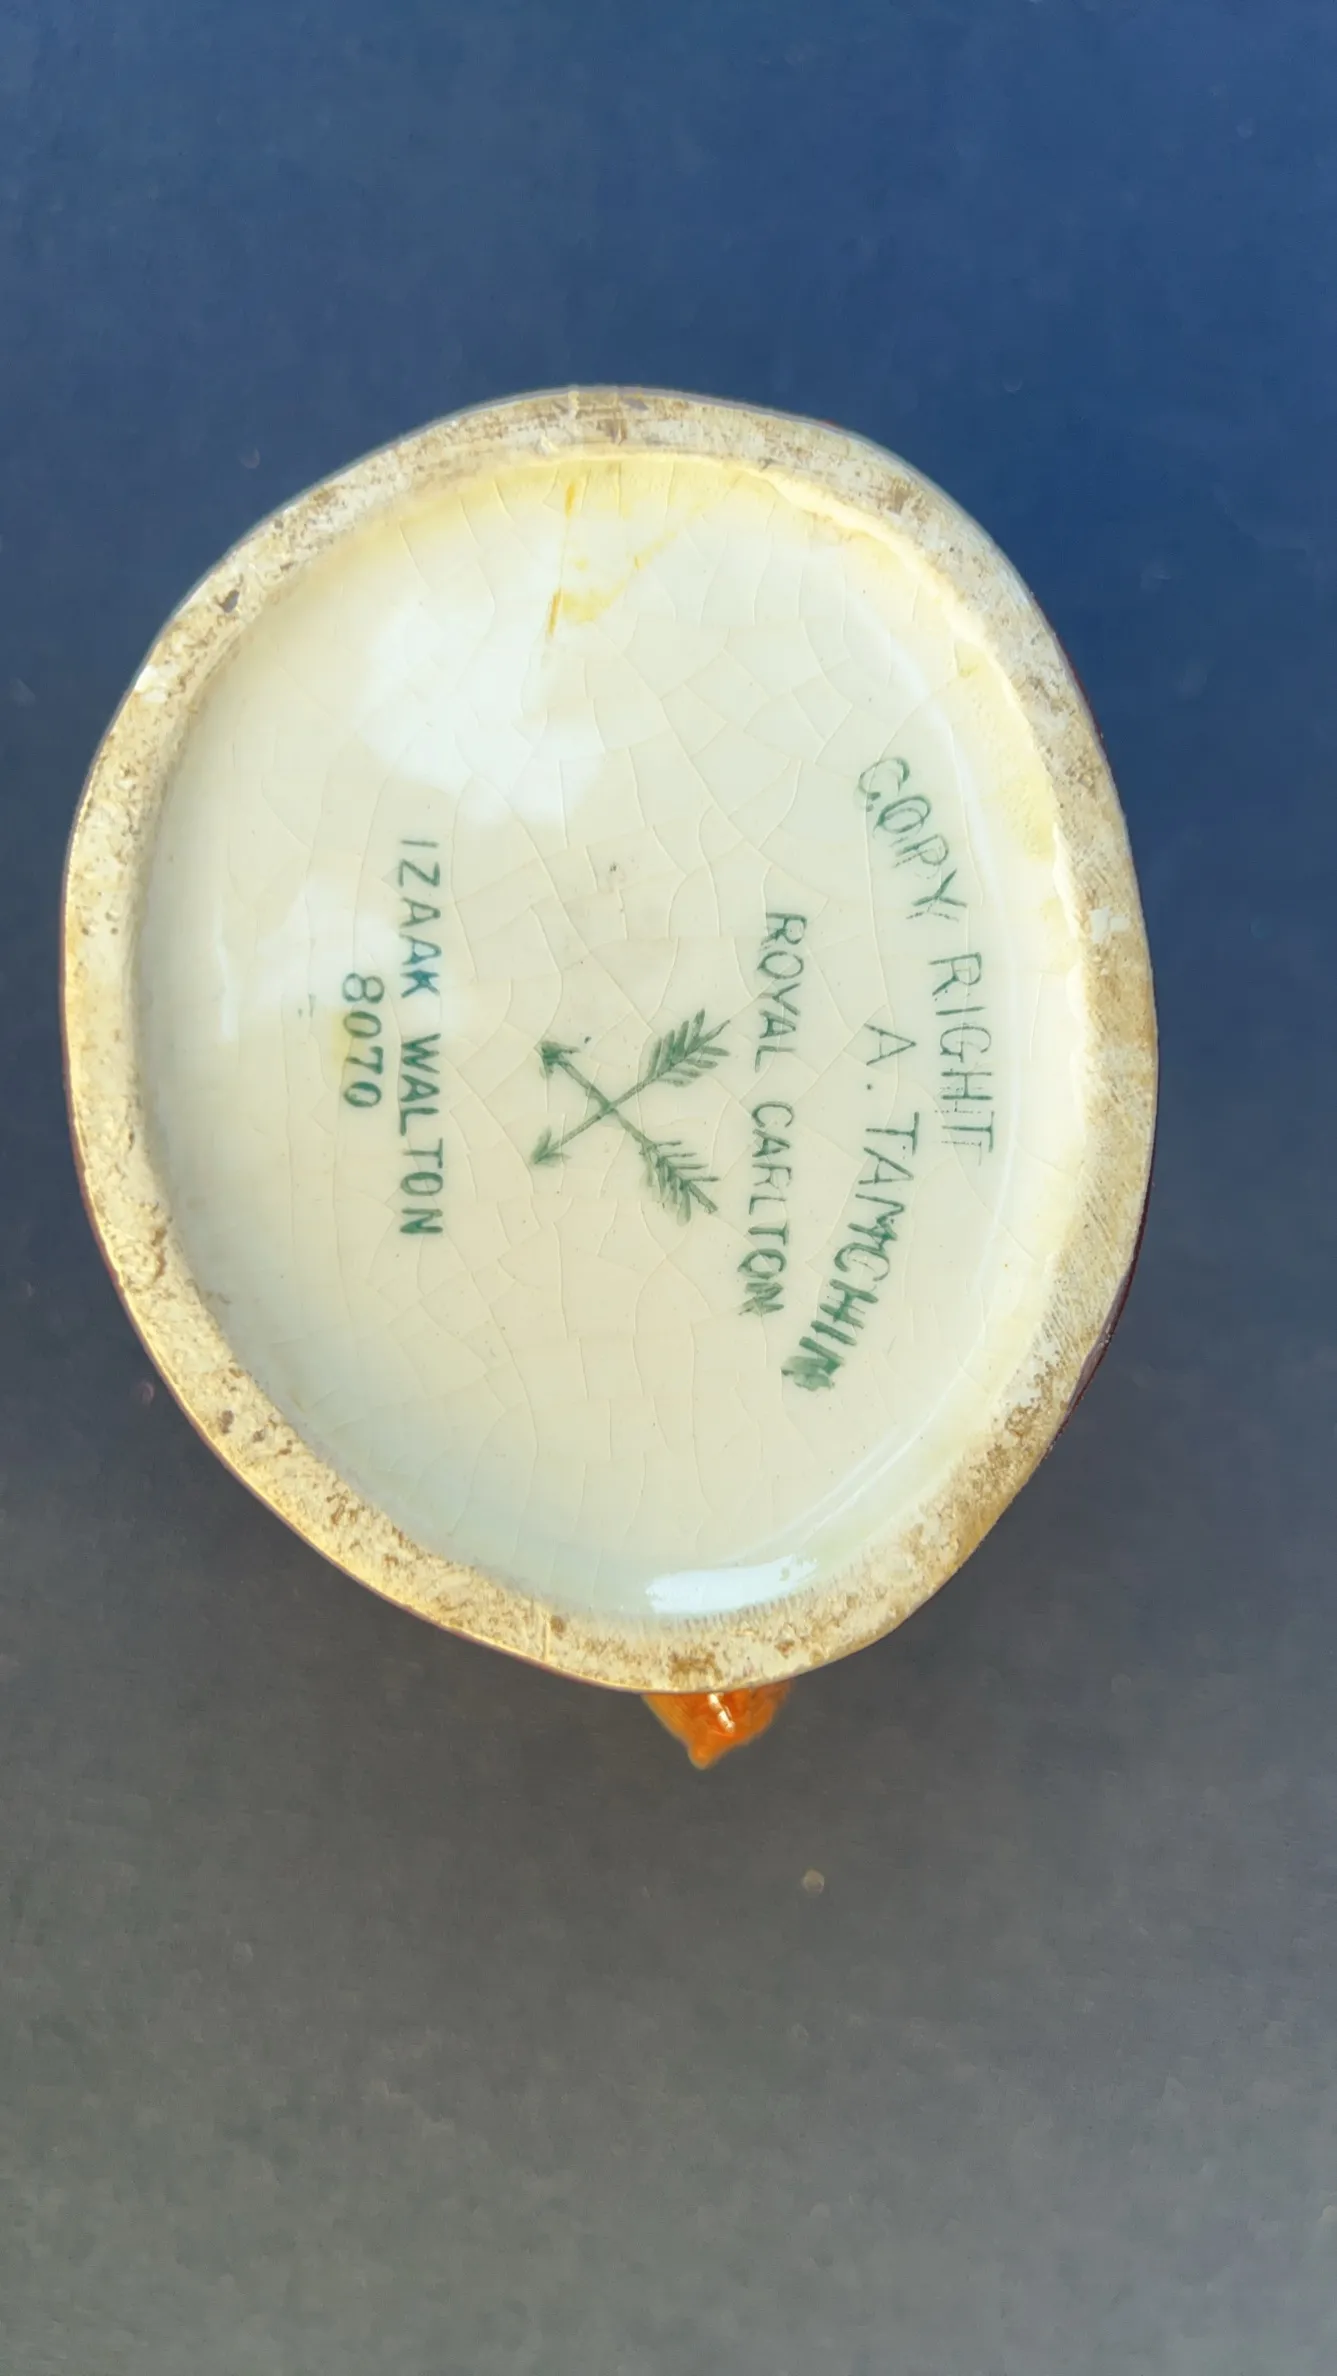 COPY RIGHT
A. TAMCHIN
ROYAL CARLTON
IZAAK WALTON
8070